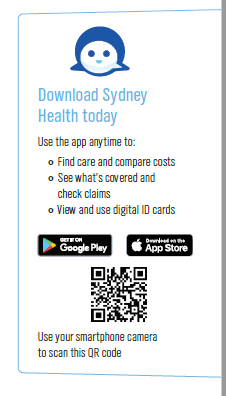 Download Sydney
Health today
Use the app anytime to:
o Find care and compare costs
o See what's covered and
check claims
o View and use digital ID cards
GET IT ON
Google Play
Download on the
App Store
Use your smartphone camera
to scan this QR code